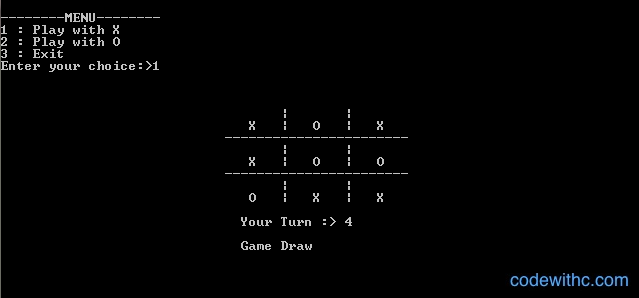 --------MENU--------
1 : Play with X
2 : Play with O
3 : Exit
Enter your choice:>1
X ¦ O ¦ X
X ¦ O ¦ O
O ¦ X ¦ X
Your Turn :> 4
Game Draw
codewithc.com